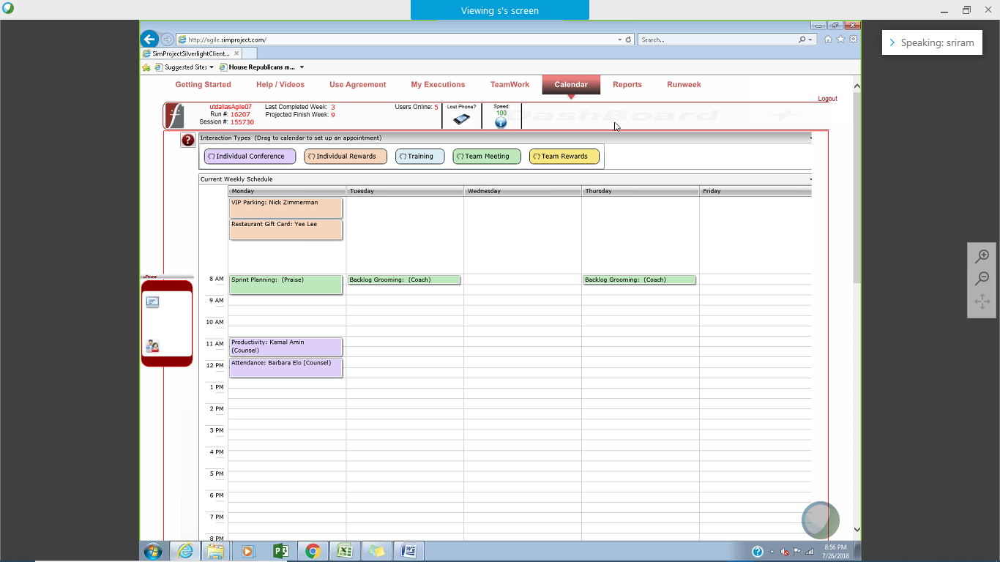 Viewing s's screen
Speaking: sriram
http://agile.simproject.com/
Search...
SimProjectSilverlightClient...
Suggested Sites
House Republicans m...
Getting Started
Help / Videos
Use Agreement
My Executions
TeamWork
Calendar
Reports
Runweek
Logout
utdallasAgile07
Run #: 16207
Session #: 155730
Last Completed Week: 3
Projected Finish Week: 9
Users Online: 5
Lost Phone?
Speed:
100
DashBoard
Interaction Types (Drag to calendar to set up an appointment)
Individual Conference
Individual Rewards
Training
Team Meeting
Team Rewards
Current Weekly Schedule
Monday
Tuesday
Wednesday
Thursday
Friday
VIP Parking: Nick Zimmerman
Restaurant Gift Card: Yee Lee
uPhone
8 AM
Sprint Planning: (Praise)
Backlog Grooming: (Coach)
Backlog Grooming: (Coach)
9 AM
10 AM
11 AM
Productivity: Kamal Amin
(Counsel)
12 PM
Attendance: Barbara Elo (Counsel)
1 PM
2 PM
3 PM
4 PM
5 PM
6 PM
7 PM
8 PM
8:56 PM
7/26/2018